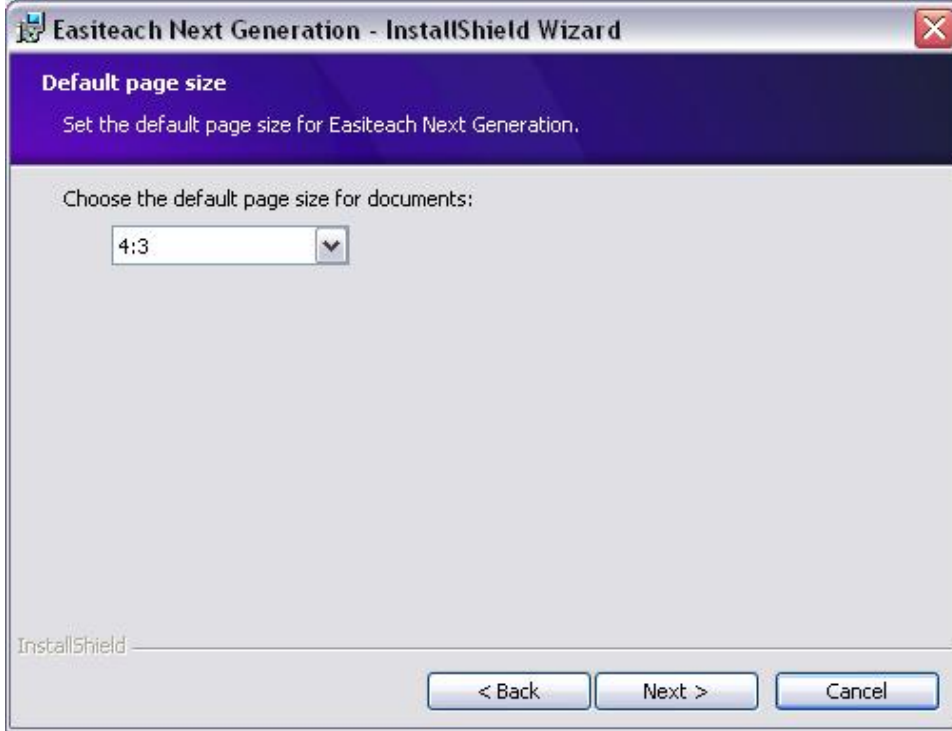 Easiteach Next Generation - InstallShield Wizard
Default page size
Set the default page size for Easiteach Next Generation.
Choose the default page size for documents:
4:3
InstallShield
< Back Next > Cancel